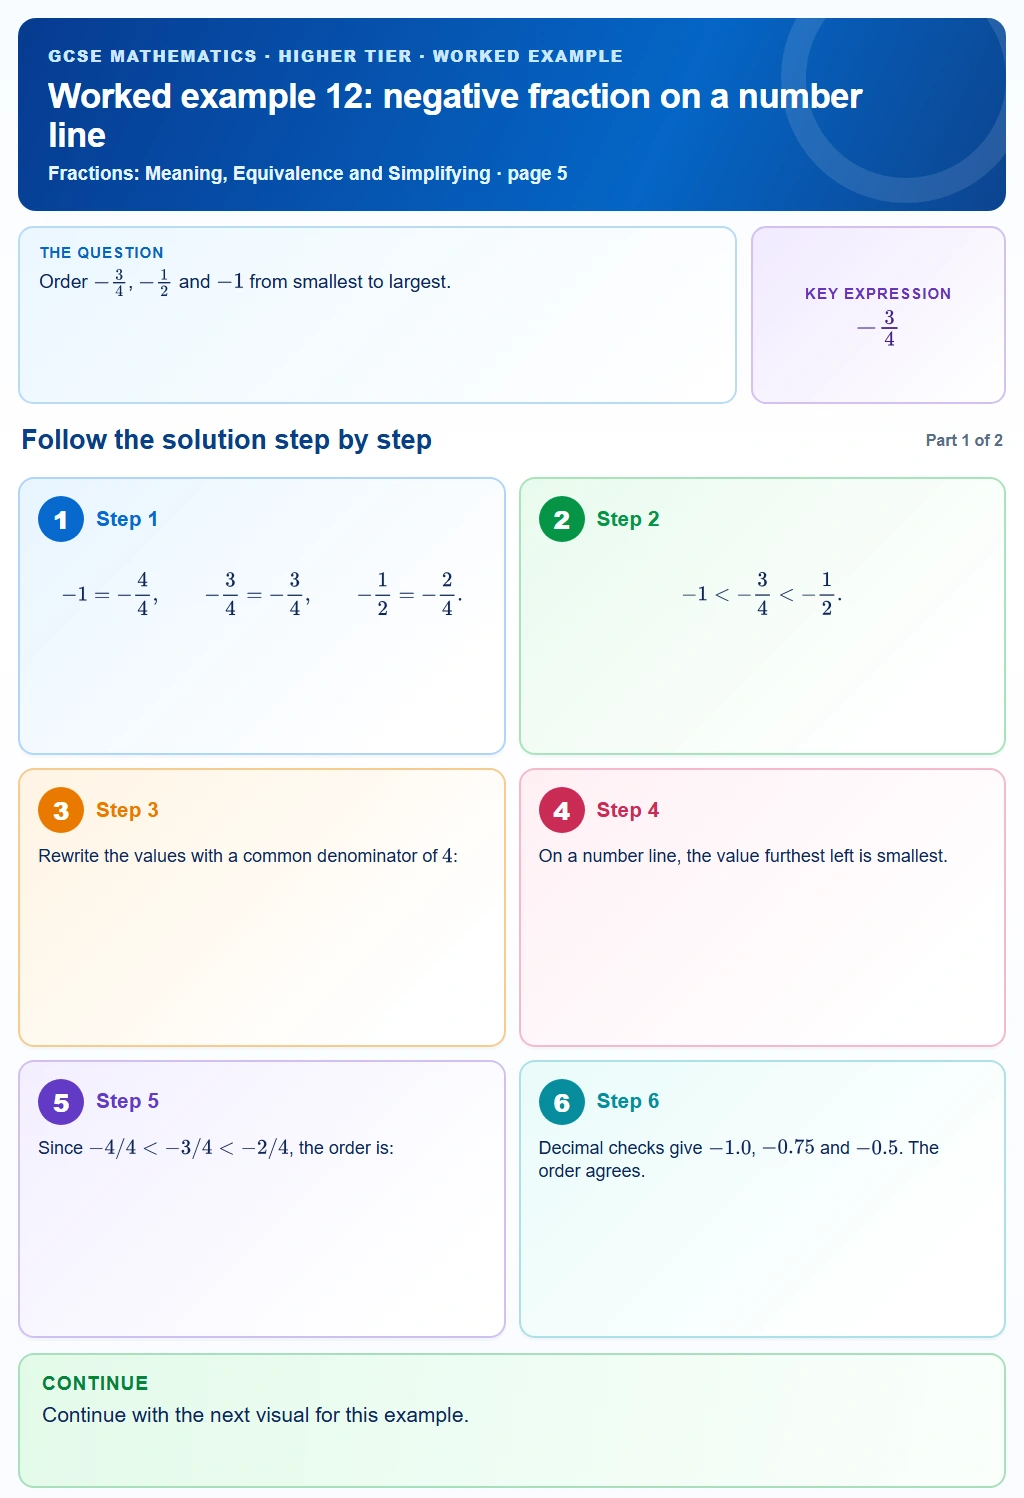 GCSE MATHEMATICS · HIGHER TIER · WORKED EXAMPLE
Worked example 12: negative fraction on a number
line
Fractions: Meaning, Equivalence and Simplifying · page 5
THE QUESTION
Order −3/4, −1/2 and −1 from smallest to largest.
KEY EXPRESSION
−3/4
Follow the solution step by step
Part 1 of 2
1 Step 1
−1 = −4/4, −3/4 = −3/4, −1/2 = −2/4.
2 Step 2
−1 < −3/4 < −1/2.
3 Step 3
Rewrite the values with a common denominator of 4:
4 Step 4
On a number line, the value furthest left is smallest.
5 Step 5
Since −4/4 < −3/4 < −2/4, the order is:
6 Step 6
Decimal checks give −1.0, −0.75 and −0.5. The
order agrees.
CONTINUE
Continue with the next visual for this example.